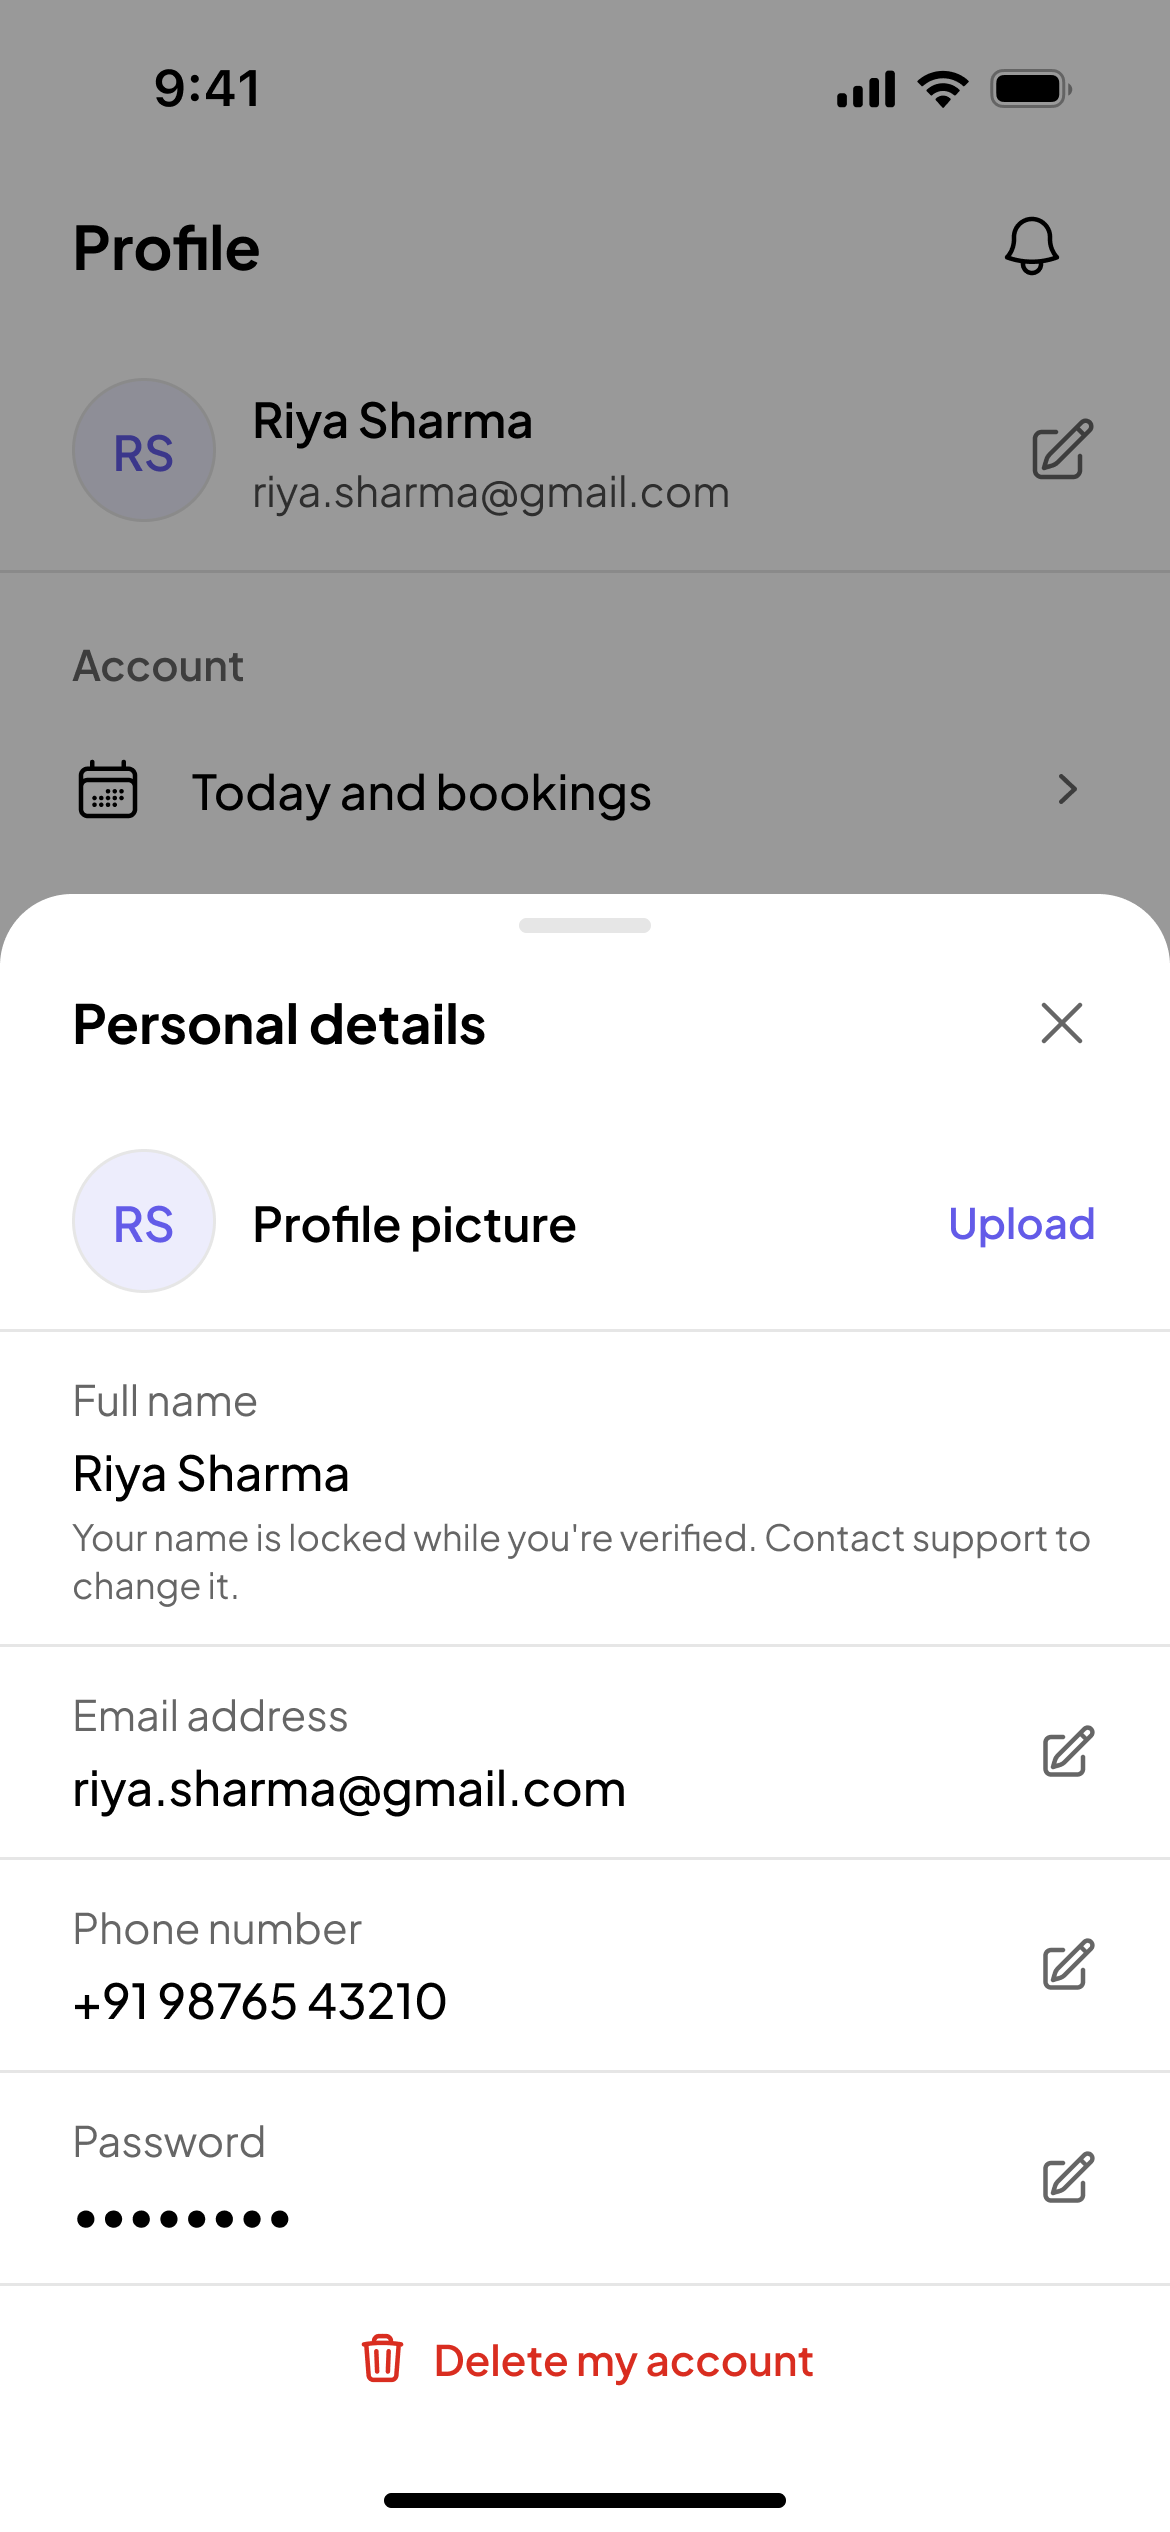 9:41
Profile
RS
Riya Sharma
riya.sharma@gmail.com
Account
Today and bookings
Personal details
RS
Profile picture
Upload
Full name
Riya Sharma
Your name is locked while you're verified. Contact support to
change it.
Email address
riya.sharma@gmail.com
Phone number
+91 98765 43210
Password
••••••••
Delete my account